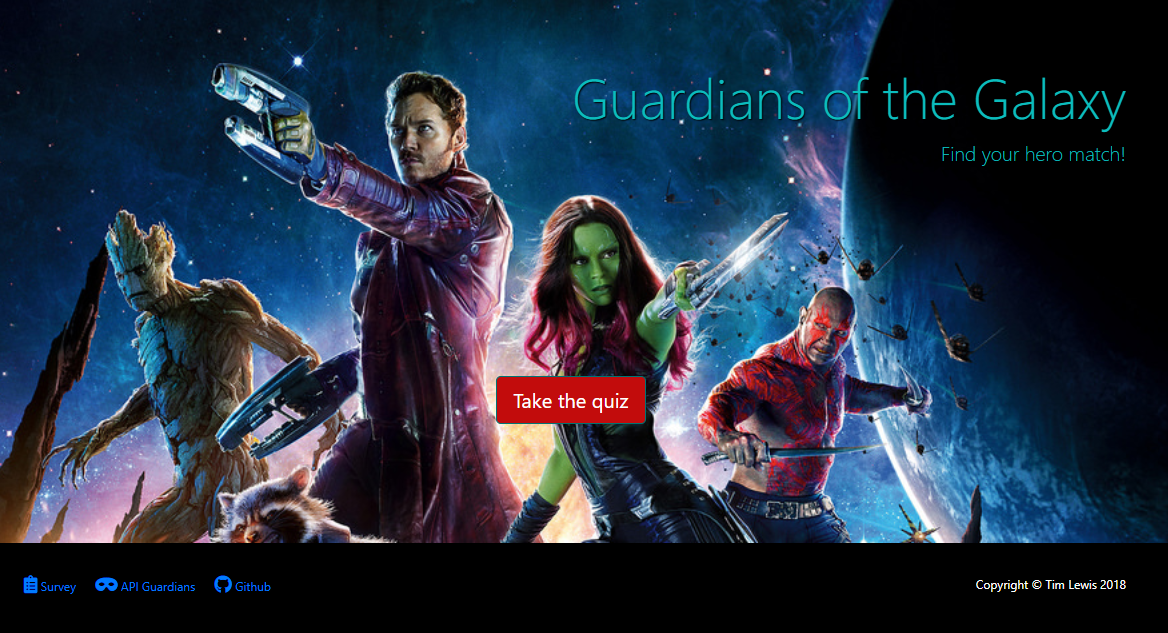 Guardians of the Galaxy
Find your hero match!
Take the quiz
Survey API Guardians Github
Copyright © Tim Lewis 2018